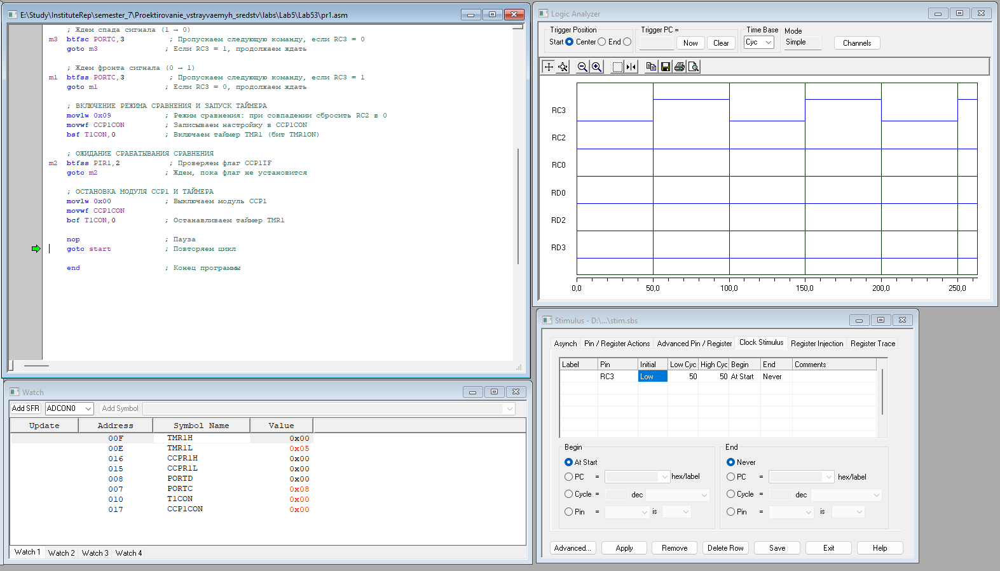 E:\Study\InstituteRep\semester_7\Proektirovanie_vstrayvaemyh_sredstv\labs\Lab5\Lab53\pr1.asm
; Ждем спада сигнала (1 → 0)
m3 btfsc PORTC,3 ; Пропускаем следующую команду, если RC3 = 0
goto m3 ; Если RC3 = 1, продолжаем ждать
; Ждем фронта сигнала (0 → 1)
m1 btfss PORTC,3 ; Пропускаем следующую команду, если RC3 = 1
goto m1 ; Если RC3 = 0, продолжаем ждать
; ВКЛЮЧЕНИЕ РЕЖИМА СРАВНЕНИЯ И ЗАПУСК ТАЙМЕРА
movlw 0x09 ; Режим сравнения: при совпадении сбросить RC2 в 0
movwf CCP1CON ; Записываем настройку в CCP1CON
bsf T1CON,0 ; Включаем таймер TMR1 (бит TMR1ON)
; ОЖИДАНИЕ СРАБАТЫВАНИЯ СРАВНЕНИЯ
m2 btfss PIR1,2 ; Проверяем флаг CCP1IF
goto m2 ; Ждем, пока флаг не установится
; ОСТАНОВКА МОДУЛЯ CCP1 И ТАЙМЕРА
movlw 0x00 ; Выключаем модуль CCP1
movwf CCP1CON
bcf T1CON,0 ; Останавливаем таймер TMR1
nop ; Пауза
goto start ; Повторяем цикл
end ; Конец программы
Logic Analyzer
Trigger Position Trigger PC = Time Base Mode
Start Center End Now Clear Cyc Simple Channels
RC3
RC2
RC0
RD0
RD2
RD3
0,0 50,0 100,0 150,0 200,0 250,0
Watch
Add SFR ADCON0 Add Symbol
Update Address Symbol Name Value
00F TMR1H 0x00
00E TMR1L 0x05
016 CCPR1H 0x00
015 CCPR1L 0x00
008 PORTD 0x00
007 PORTC 0x08
010 T1CON 0x00
017 CCP1CON 0x00
Watch 1 Watch 2 Watch 3 Watch 4
Stimulus - D:\...\stim.sbs
Asynch Pin / Register Actions Advanced Pin / Register Clock Stimulus Register Injection Register Trace
Label Pin Initial Low Cyc High Cyc Begin End Comments
RC3 Low 50 50 At Start Never
Begin End
At Start Never
PC = hex/label PC = hex/label
Cycle = dec Cycle = dec
Pin = is Pin = is
Advanced... Apply Remove Delete Row Save Exit Help